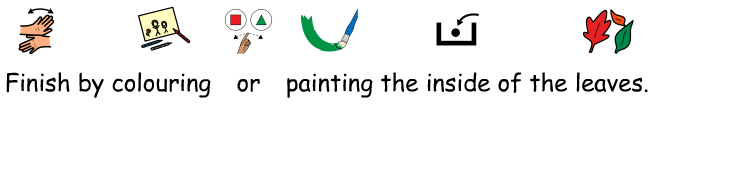 Finish by colouring or painting the inside of the leaves.